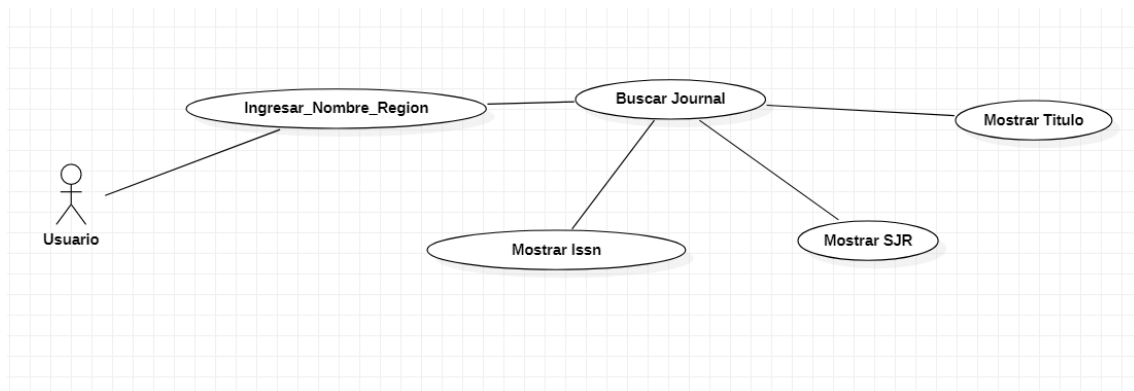 Ingresar_Nombre_Region
Buscar Journal
Mostrar Titulo
Usuario
Mostrar Issn
Mostrar SJR